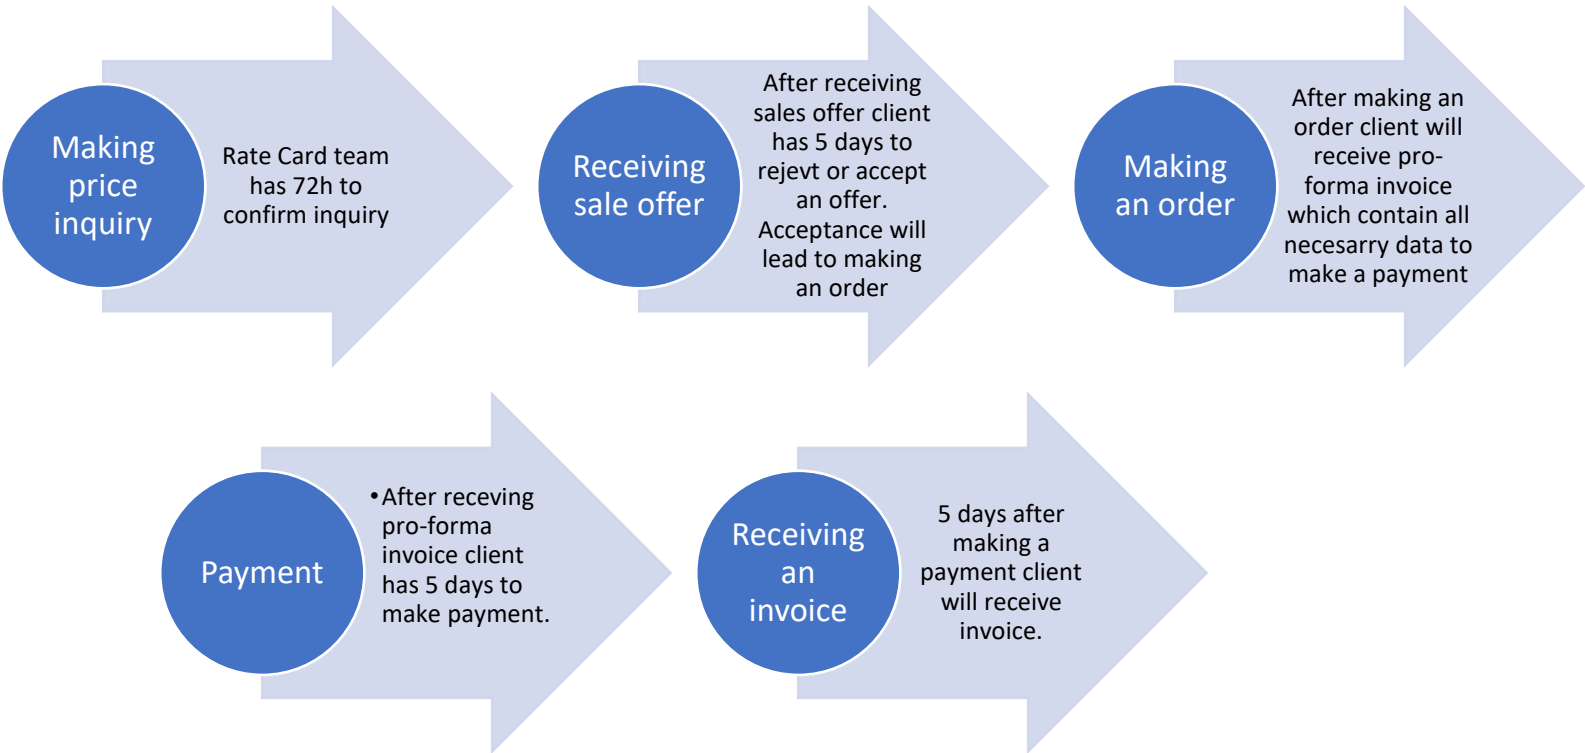 Making
price
inquiry
Rate Card team
has 72h to
confirm inquiry
Receiving
sale offer
After receiving
sales offer client
has 5 days to
rejevt or accept
an offer.
Acceptance will
lead to making
an order
Making
an order
After making an
order client will
receive pro-
forma invoice
which contain all
necesarry data to
make a payment
Payment
•After receving
pro-forma
invoice client
has 5 days to
make payment.
Receiving
an
invoice
5 days after
making a
payment client
will receive
invoice.